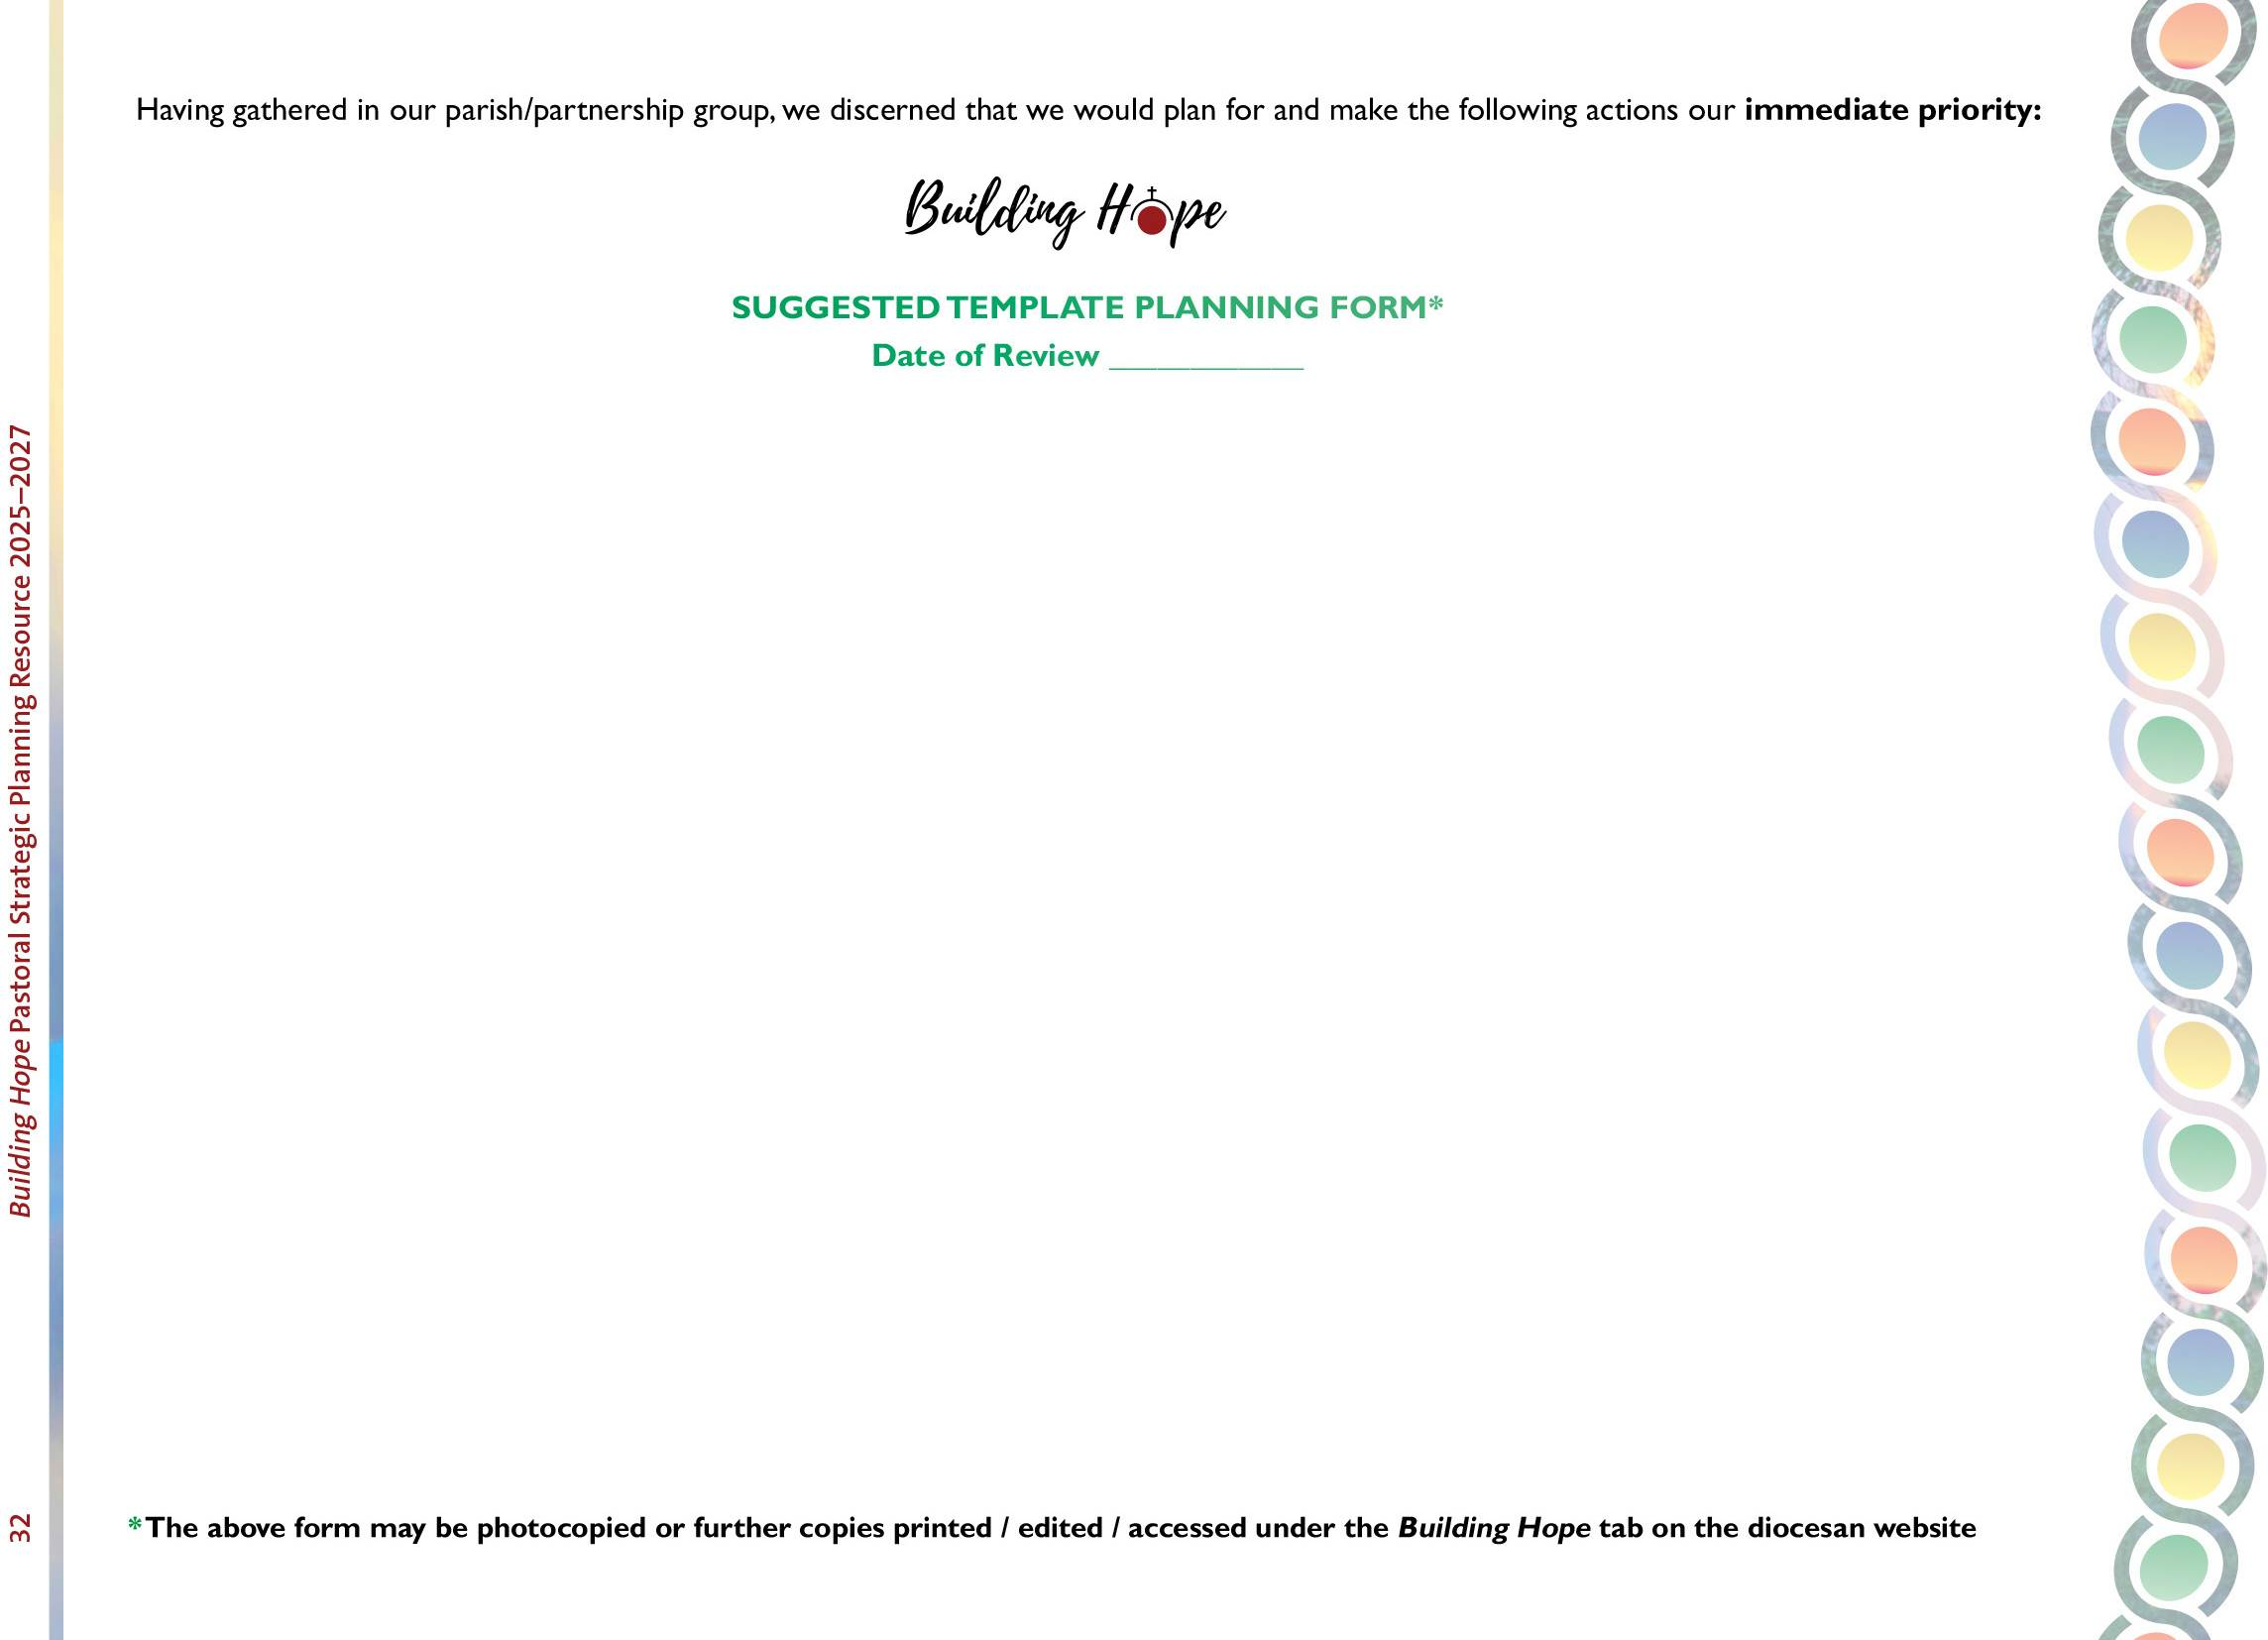 Having gathered in our parish/partnership group, we discerned that we would plan for and make the following actions our immediate priority:
Building Hope
SUGGESTED TEMPLATE PLANNING FORM*
Date of Review ____________
*The above form may be photocopied or further copies printed / edited / accessed under the Building Hope tab on the diocesan website
Building Hope Pastoral Strategic Planning Resource 2025–2027
32